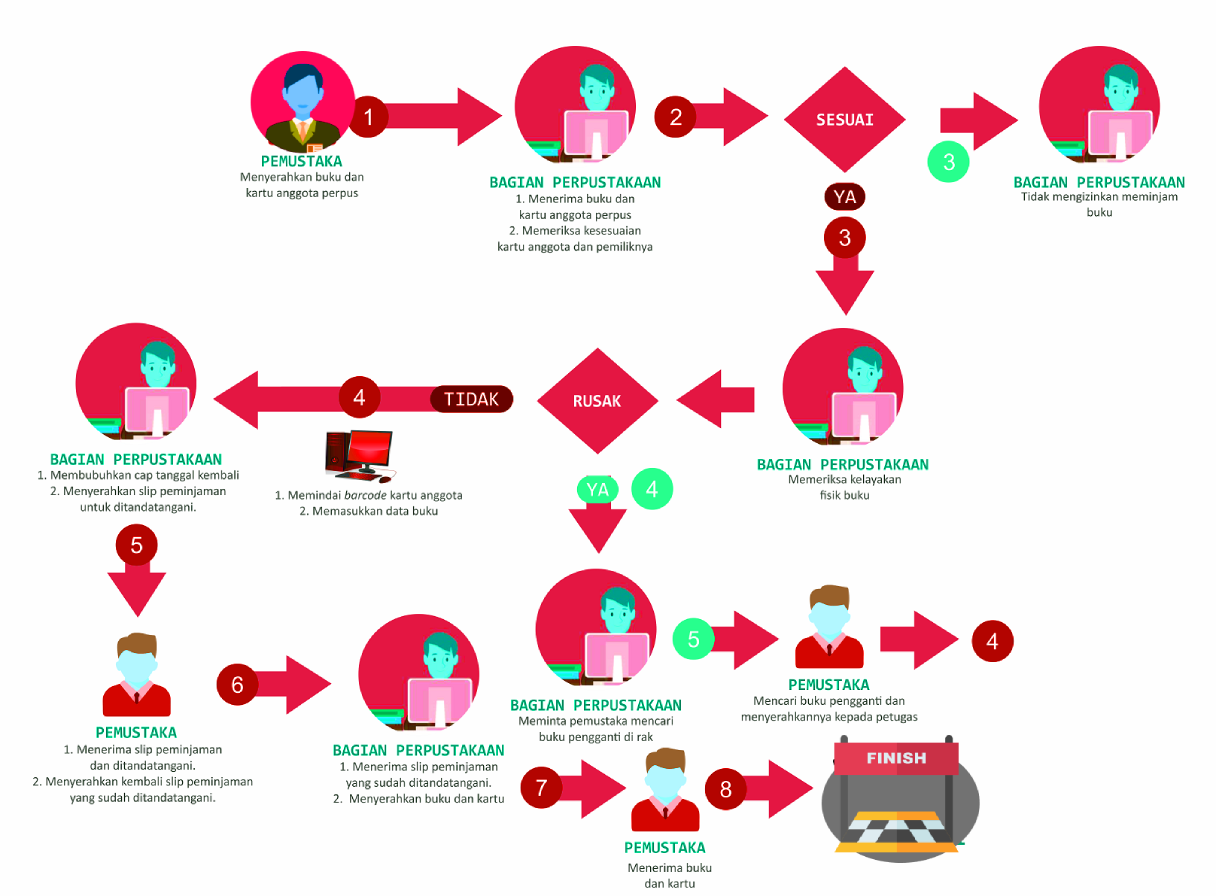 1
PEMUSTAKA
Menyerahkan buku dan
kartu anggota perpus
BAGIAN PERPUSTAKAAN
1. Menerima buku dan
kartu anggota perpus
2. Memeriksa kesesuaian
kartu anggota dan pemiliknya
2
SESUAI
3
BAGIAN PERPUSTAKAAN
Tidak mengizinkan meminjam
buku
YA
3
BAGIAN PERPUSTAKAAN
Memeriksa kelayakan
fisik buku
RUSAK
TIDAK
4
1. Memindai barcode kartu anggota
2. Memasukkan data buku
BAGIAN PERPUSTAKAAN
1. Membubuhkan cap tanggal kembali
2. Menyerahkan slip peminjaman
untuk ditandatangani.
YA
4
BAGIAN PERPUSTAKAAN
Meminta pemustaka mencari
buku pengganti di rak
5
PEMUSTAKA
Mencari buku pengganti dan
menyerahkannya kepada petugas
4
5
PEMUSTAKA
1. Menerima slip peminjaman
dan ditandatangani.
2. Menyerahkan kembali slip peminjaman
yang sudah ditandatangani.
6
BAGIAN PERPUSTAKAAN
1. Menerima slip peminjaman
yang sudah ditandatangani.
2. Menyerahkan buku dan kartu
7
PEMUSTAKA
Menerima buku
dan kartu
8
FINISH